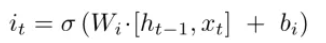 i_t = σ (W_i·[h_{t−1}, x_t] + b_i)